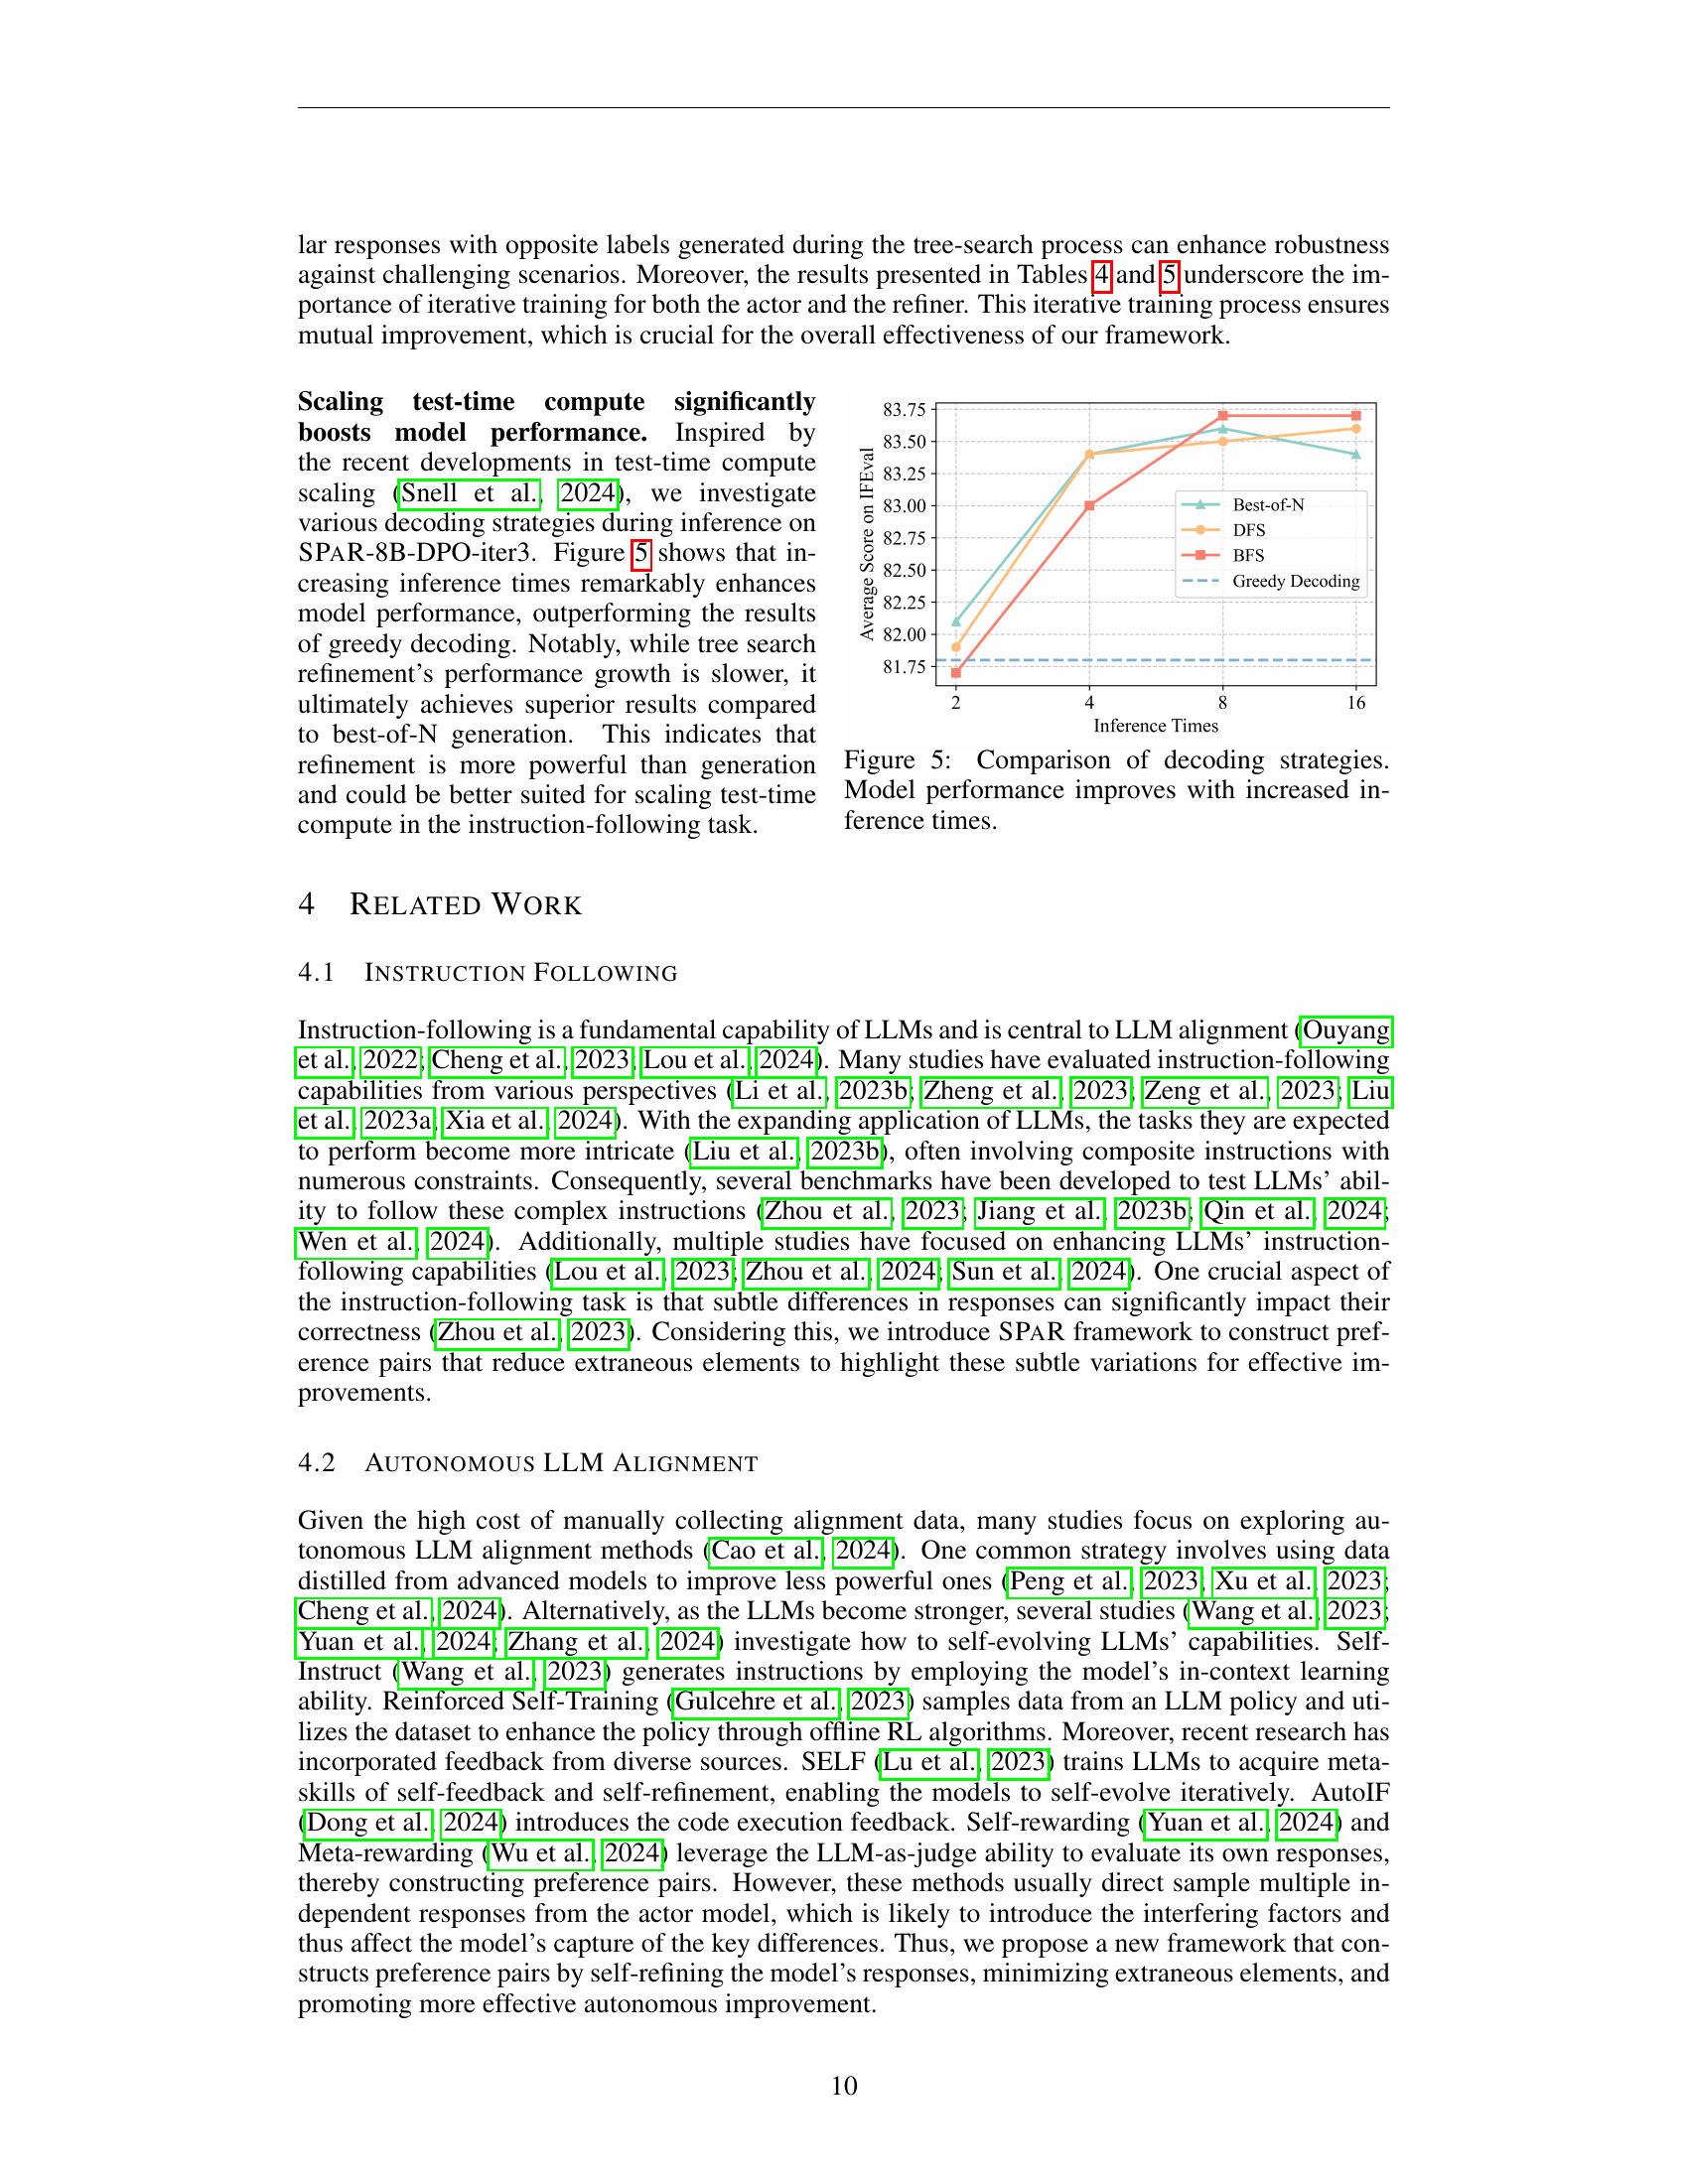 lar responses with opposite labels generated during the tree-search process can enhance robustness
against challenging scenarios. Moreover, the results presented in Tables 4 and 5 underscore the im-
portance of iterative training for both the actor and the refiner. This iterative training process ensures
mutual improvement, which is crucial for the overall effectiveness of our framework.
Scaling test-time compute significantly
boosts model performance. Inspired by
the recent developments in test-time compute
scaling (Snell et al., 2024), we investigate
various decoding strategies during inference on
SPAR-8B-DPO-iter3. Figure 5 shows that in-
creasing inference times remarkably enhances
model performance, outperforming the results
of greedy decoding. Notably, while tree search
refinement's performance growth is slower, it
ultimately achieves superior results compared
to best-of-N generation. This indicates that
refinement is more powerful than generation
and could be better suited for scaling test-time
compute in the instruction-following task.
Average Score on IFEval
83.75
83.50
83.25
83.00
82.75
82.50
82.25
82.00
81.75
Best-of-N
DFS
BFS
Greedy Decoding
2 4 8 16
Inference Times
Figure 5: Comparison of decoding strategies.
Model performance improves with increased in-
ference times.
4 RELATED WORK
4.1 INSTRUCTION FOLLOWING
Instruction-following is a fundamental capability of LLMs and is central to LLM alignment (Ouyang
et al., 2022; Cheng et al., 2023; Lou et al., 2024). Many studies have evaluated instruction-following
capabilities from various perspectives (Li et al., 2023b; Zheng et al., 2023; Zeng et al., 2023; Liu
et al., 2023a; Xia et al., 2024). With the expanding application of LLMs, the tasks they are expected
to perform become more intricate (Liu et al., 2023b), often involving composite instructions with
numerous constraints. Consequently, several benchmarks have been developed to test LLMs' abil-
ity to follow these complex instructions (Zhou et al., 2023; Jiang et al., 2023b; Qin et al., 2024;
Wen et al., 2024). Additionally, multiple studies have focused on enhancing LLMs' instruction-
following capabilities (Lou et al., 2023; Zhou et al., 2024; Sun et al., 2024). One crucial aspect of
the instruction-following task is that subtle differences in responses can significantly impact their
correctness (Zhou et al., 2023). Considering this, we introduce SPAR framework to construct pref-
erence pairs that reduce extraneous elements to highlight these subtle variations for effective im-
provements.
4.2 AUTONOMOUS LLM ALIGNMENT
Given the high cost of manually collecting alignment data, many studies focus on exploring au-
tonomous LLM alignment methods (Cao et al., 2024). One common strategy involves using data
distilled from advanced models to improve less powerful ones (Peng et al., 2023; Xu et al., 2023;
Cheng et al., 2024). Alternatively, as the LLMs become stronger, several studies (Wang et al., 2023;
Yuan et al., 2024; Zhang et al., 2024) investigate how to self-evolving LLMs' capabilities. Self-
Instruct (Wang et al., 2023) generates instructions by employing the model's in-context learning
ability. Reinforced Self-Training (Gulcehre et al., 2023) samples data from an LLM policy and uti-
lizes the dataset to enhance the policy through offline RL algorithms. Moreover, recent research has
incorporated feedback from diverse sources. SELF (Lu et al., 2023) trains LLMs to acquire meta-
skills of self-feedback and self-refinement, enabling the models to self-evolve iteratively. AutoIF
(Dong et al., 2024) introduces the code execution feedback. Self-rewarding (Yuan et al., 2024) and
Meta-rewarding (Wu et al., 2024) leverage the LLM-as-judge ability to evaluate its own responses,
thereby constructing preference pairs. However, these methods usually direct sample multiple in-
dependent responses from the actor model, which is likely to introduce the interfering factors and
thus affect the model's capture of the key differences. Thus, we propose a new framework that con-
structs preference pairs by self-refining the model's responses, minimizing extraneous elements, and
promoting more effective autonomous improvement.
10